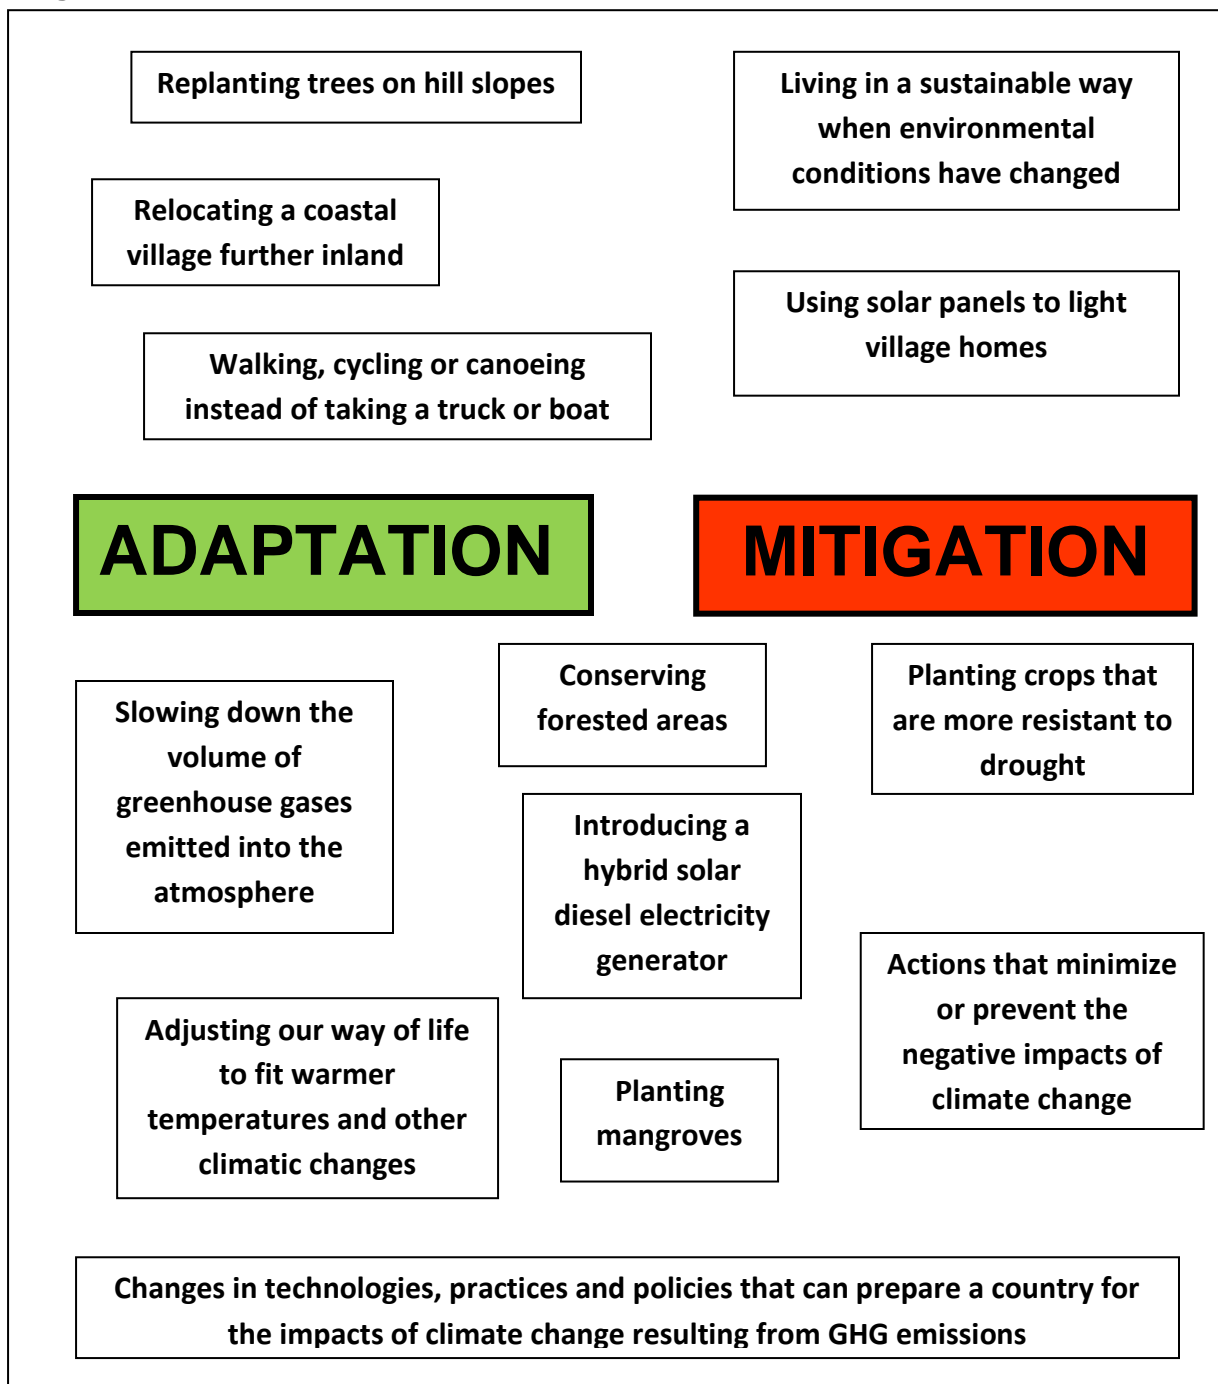 Replanting trees on hill slopes
Living in a sustainable way
when environmental
conditions have changed
Relocating a coastal
village further inland
Using solar panels to light
village homes
Walking, cycling or canoeing
instead of taking a truck or boat
ADAPTATION
MITIGATION
Conserving
forested areas
Planting crops that
are more resistant to
drought
Slowing down the
volume of
greenhouse gases
emitted into the
atmosphere
Introducing a
hybrid solar
diesel electricity
generator
Actions that minimize
or prevent the
negative impacts of
climate change
Adjusting our way of life
to fit warmer
temperatures and other
climatic changes
Planting
mangroves
Changes in technologies, practices and policies that can prepare a country for
the impacts of climate change resulting from GHG emissions